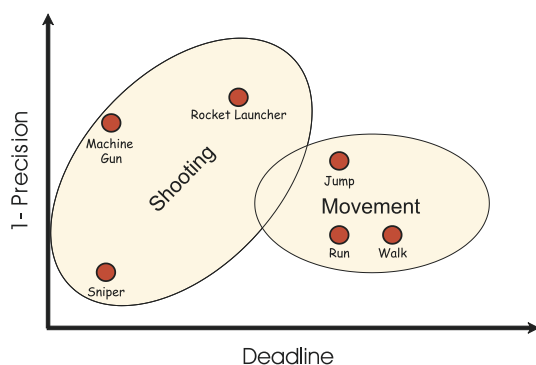 1- Precision
Rocket Launcher
Machine
Gun
Shooting
Jump
Movement
Run
Walk
Sniper
Deadline